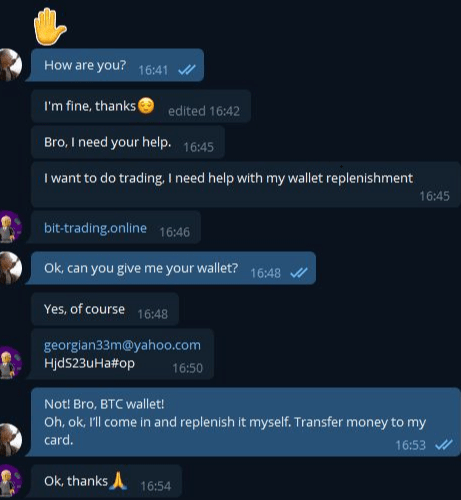 How are you? 16:41
I'm fine, thanks edited 16:42
Bro, I need your help. 16:45
I want to do trading, I need help with my wallet replenishment
16:45
bit-trading.online 16:46
Ok, can you give me your wallet? 16:48
Yes, of course 16:48
georgian33m@yahoo.com
HjdS23uHa#op 16:50
Not! Bro, BTC wallet!
Oh, ok, I'll come in and replenish it myself. Transfer money to my
card. 16:53
Ok, thanks 16:54